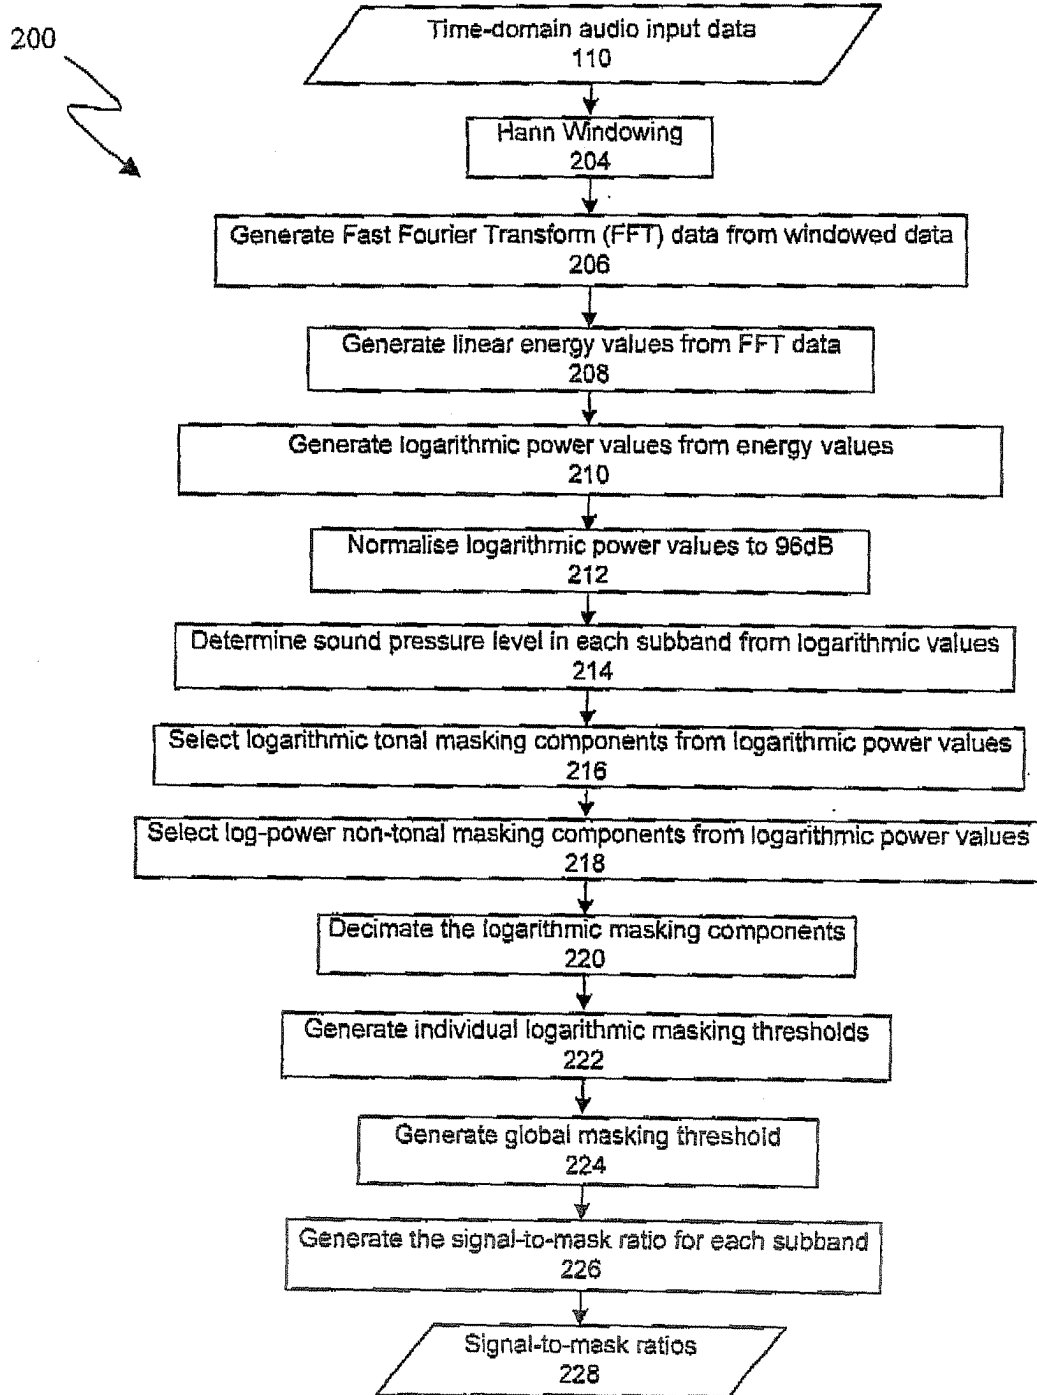 200
Time-domain audio input data
110
Hann Windowing
204
Generate Fast Fourier Transform (FFT) data from windowed data
206
Generate linear energy values from FFT data
208
Generate logarithmic power values from energy values
210
Normalise logarithmic power values to 96dB
212
Determine sound pressure level in each subband from logarithmic values
214
Select logarithmic tonal masking components from logarithmic power values
216
Select log-power non-tonal masking components from logarithmic power values
218
Decimate the logarithmic masking components
220
Generate individual logarithmic masking thresholds
222
Generate global masking threshold
224
Generate the signal-to-mask ratio for each subband
226
Signal-to-mask ratios
228